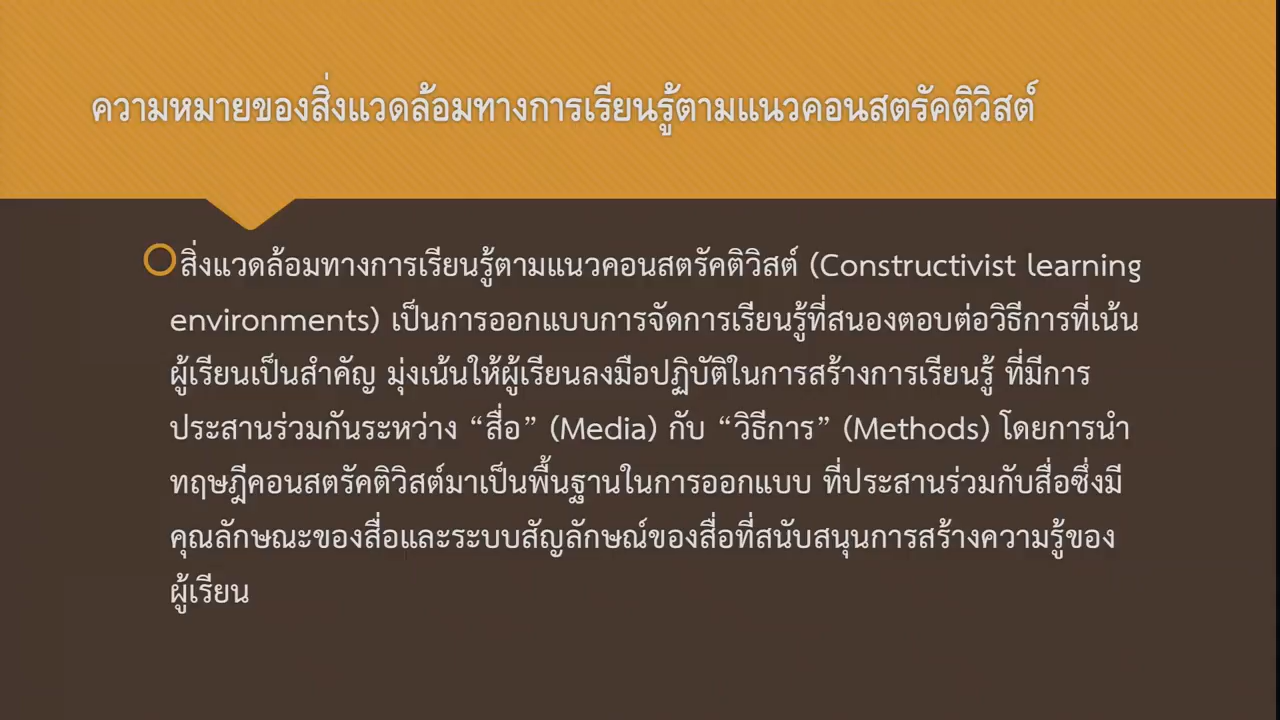 ความหมายของสิ่งแวดล้อมทางการเรียนรู้ตามแนวคอนสตรัคติวิสต์
สิ่งแวดล้อมทางการเรียนรู้ตามแนวคอนสตรัคติวิสต์ (Constructivist learning
environments) เป็นการออกแบบการจัดการเรียนรู้ที่สนองตอบต่อวิธีการที่เน้น
ผู้เรียนเป็นสำคัญ มุ่งเน้นให้ผู้เรียนลงมือปฏิบัติในการสร้างการเรียนรู้ ที่มีการ
ประสานร่วมกันระหว่าง “สื่อ” (Media) กับ “วิธีการ” (Methods) โดยการนำ
ทฤษฎีคอนสตรัคติวิสต์มาเป็นพื้นฐานในการออกแบบ ที่ประสานร่วมกับสื่อซึ่งมี
คุณลักษณะของสื่อและระบบสัญลักษณ์ของสื่อที่สนับสนุนการสร้างความรู้ของ
ผู้เรียน